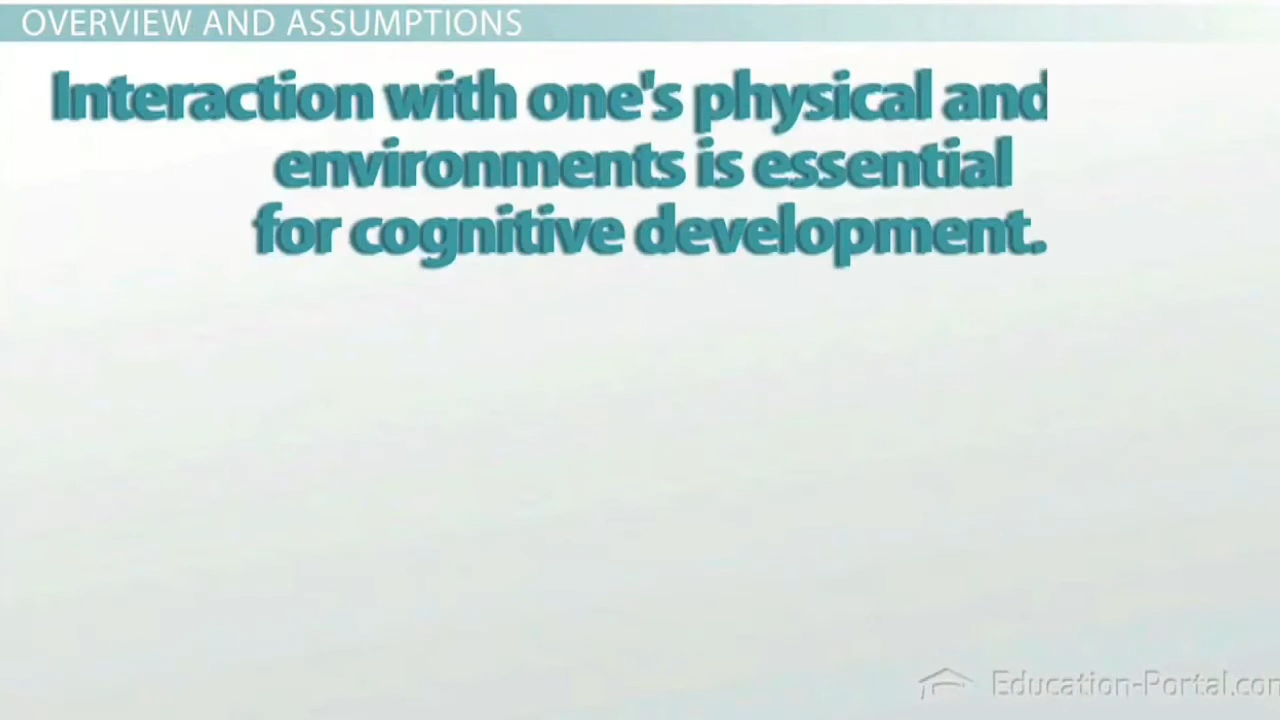 OVERVIEW AND ASSUMPTIONS
Interaction with one's physical and
environments is essential
for cognitive development.
Education-Portal.com